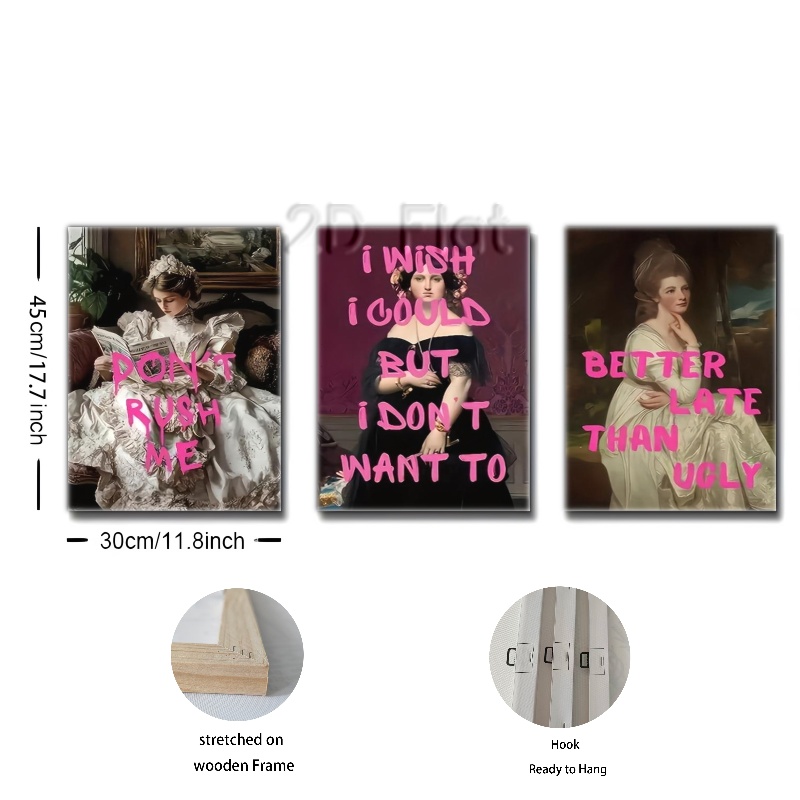 2D Flat
DON'T
RUSH
ME
i WiSH
i COULD
BUT
i DON'T
WANT TO
BETTER
LATE
THAN
UGLY
45cm/17.7inch
30cm/11.8inch
stretched on
wooden Frame
Hook
Ready to Hang